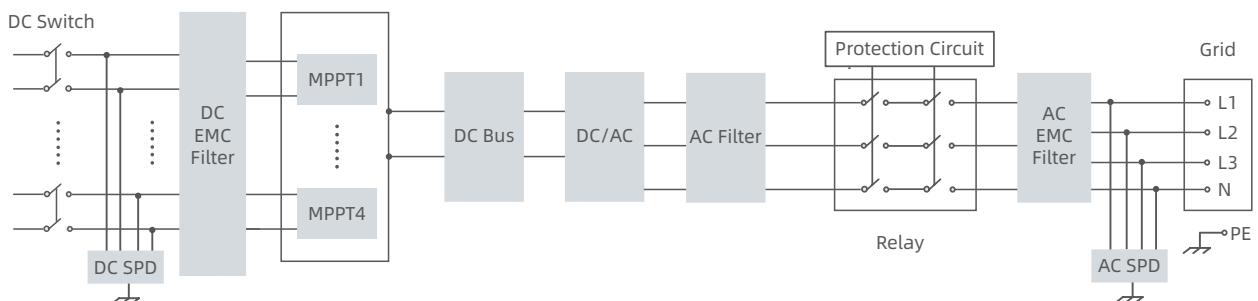 DC Switch
DC SPD
DC
EMC
Filter
MPPT1
MPPT4
DC Bus
DC/AC
AC Filter
Protection Circuit
Relay
AC
EMC
Filter
AC SPD
Grid
L1
L2
L3
N
PE